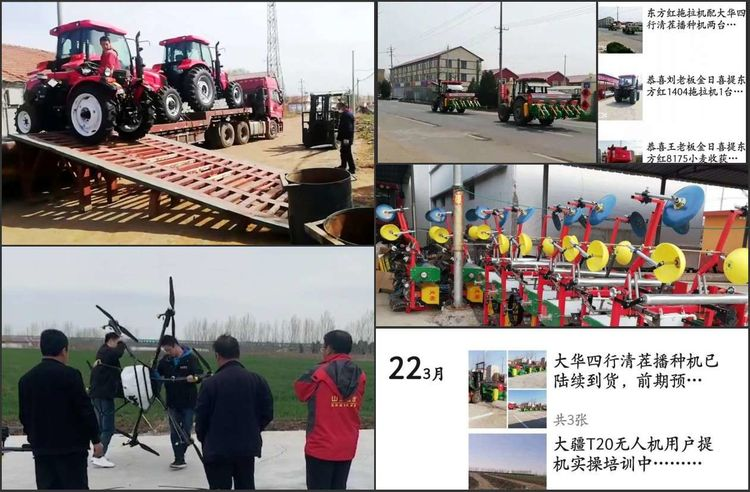 东方红拖拉机配大华四
行清茬播种机两台…
恭喜刘老板金日喜提东
方红1404拖拉机1台…
恭喜王老板金日喜提东
方红8175小麦收获…
22 3月
大华四行清茬播种机已
陆续到货，前期预…
共3张
大疆T20无人机用户提
机实操培训中………